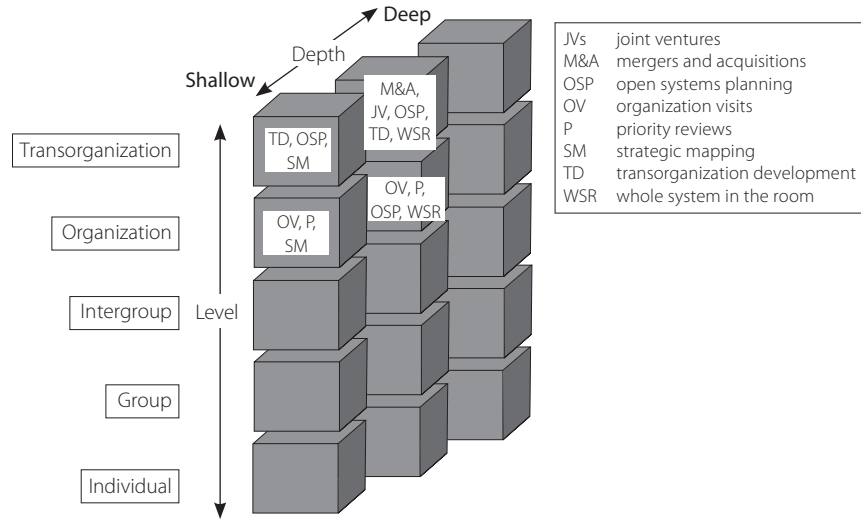 Deep
Depth
Shallow
Transorganization
Organization
Intergroup
Group
Individual
Level
TD, OSP,
SM
M&A,
JV, OSP,
TD, WSR
OV, P,
SM
OV, P,
OSP, WSR
JVs joint ventures
M&A mergers and acquisitions
OSP open systems planning
OV organization visits
P priority reviews
SM strategic mapping
TD transorganization development
WSR whole system in the room